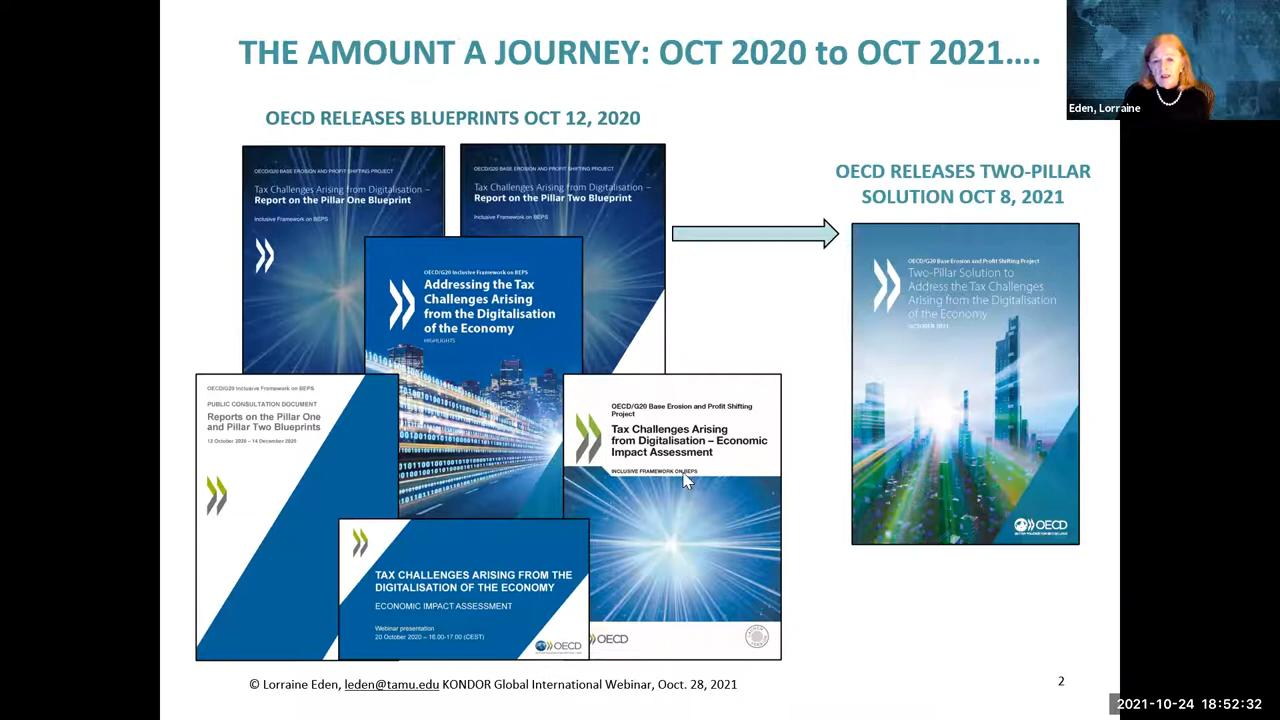 THE AMOUNT A JOURNEY: OCT 2020 to OCT 2021....
Eden, Lorraine
OECD RELEASES BLUEPRINTS OCT 12, 2020
OECD/G20 BASE EROSION AND PROFIT SHIFTING PROJECT
Tax Challenges Arising from Digitalisation –
Report on the Pillar One Blueprint
Inclusive Framework on BEPS
OECD/G20 BASE EROSION AND PROFIT SHIFTING PROJECT
Tax Challenges Arising from Digitalisation –
Report on the Pillar Two Blueprint
Inclusive Framework on BEPS
OECD/G20 Inclusive Framework on BEPS
Addressing the Tax
Challenges Arising
from the Digitalisation
of the Economy
HIGHLIGHTS
OECD/G20 Inclusive Framework on BEPS
PUBLIC CONSULTATION DOCUMENT
Reports on the Pillar One
and Pillar Two Blueprints
12 October 2020 – 14 December 2020
OECD/G20 Base Erosion and Profit Shifting
Project
Tax Challenges Arising
from Digitalisation – Economic
Impact Assessment
INCLUSIVE FRAMEWORK ON BEPS
OECD
TAX CHALLENGES ARISING FROM THE
DIGITALISATION OF THE ECONOMY
ECONOMIC IMPACT ASSESSMENT
Webinar presentation
20 October 2020 – 16.00-17.00 (CEST)
OECD
OECD RELEASES TWO-PILLAR
SOLUTION OCT 8, 2021
OECD/G20 Base Erosion and Profit Shifting Project
Two-Pillar Solution to
Address the Tax Challenges
Arising from the Digitalisation
of the Economy
OCTOBER 2021
OECD
© Lorraine Eden, leden@tamu.edu KONDOR Global International Webinar, Ooct. 28, 2021
2
2021-10-24 18:52:32